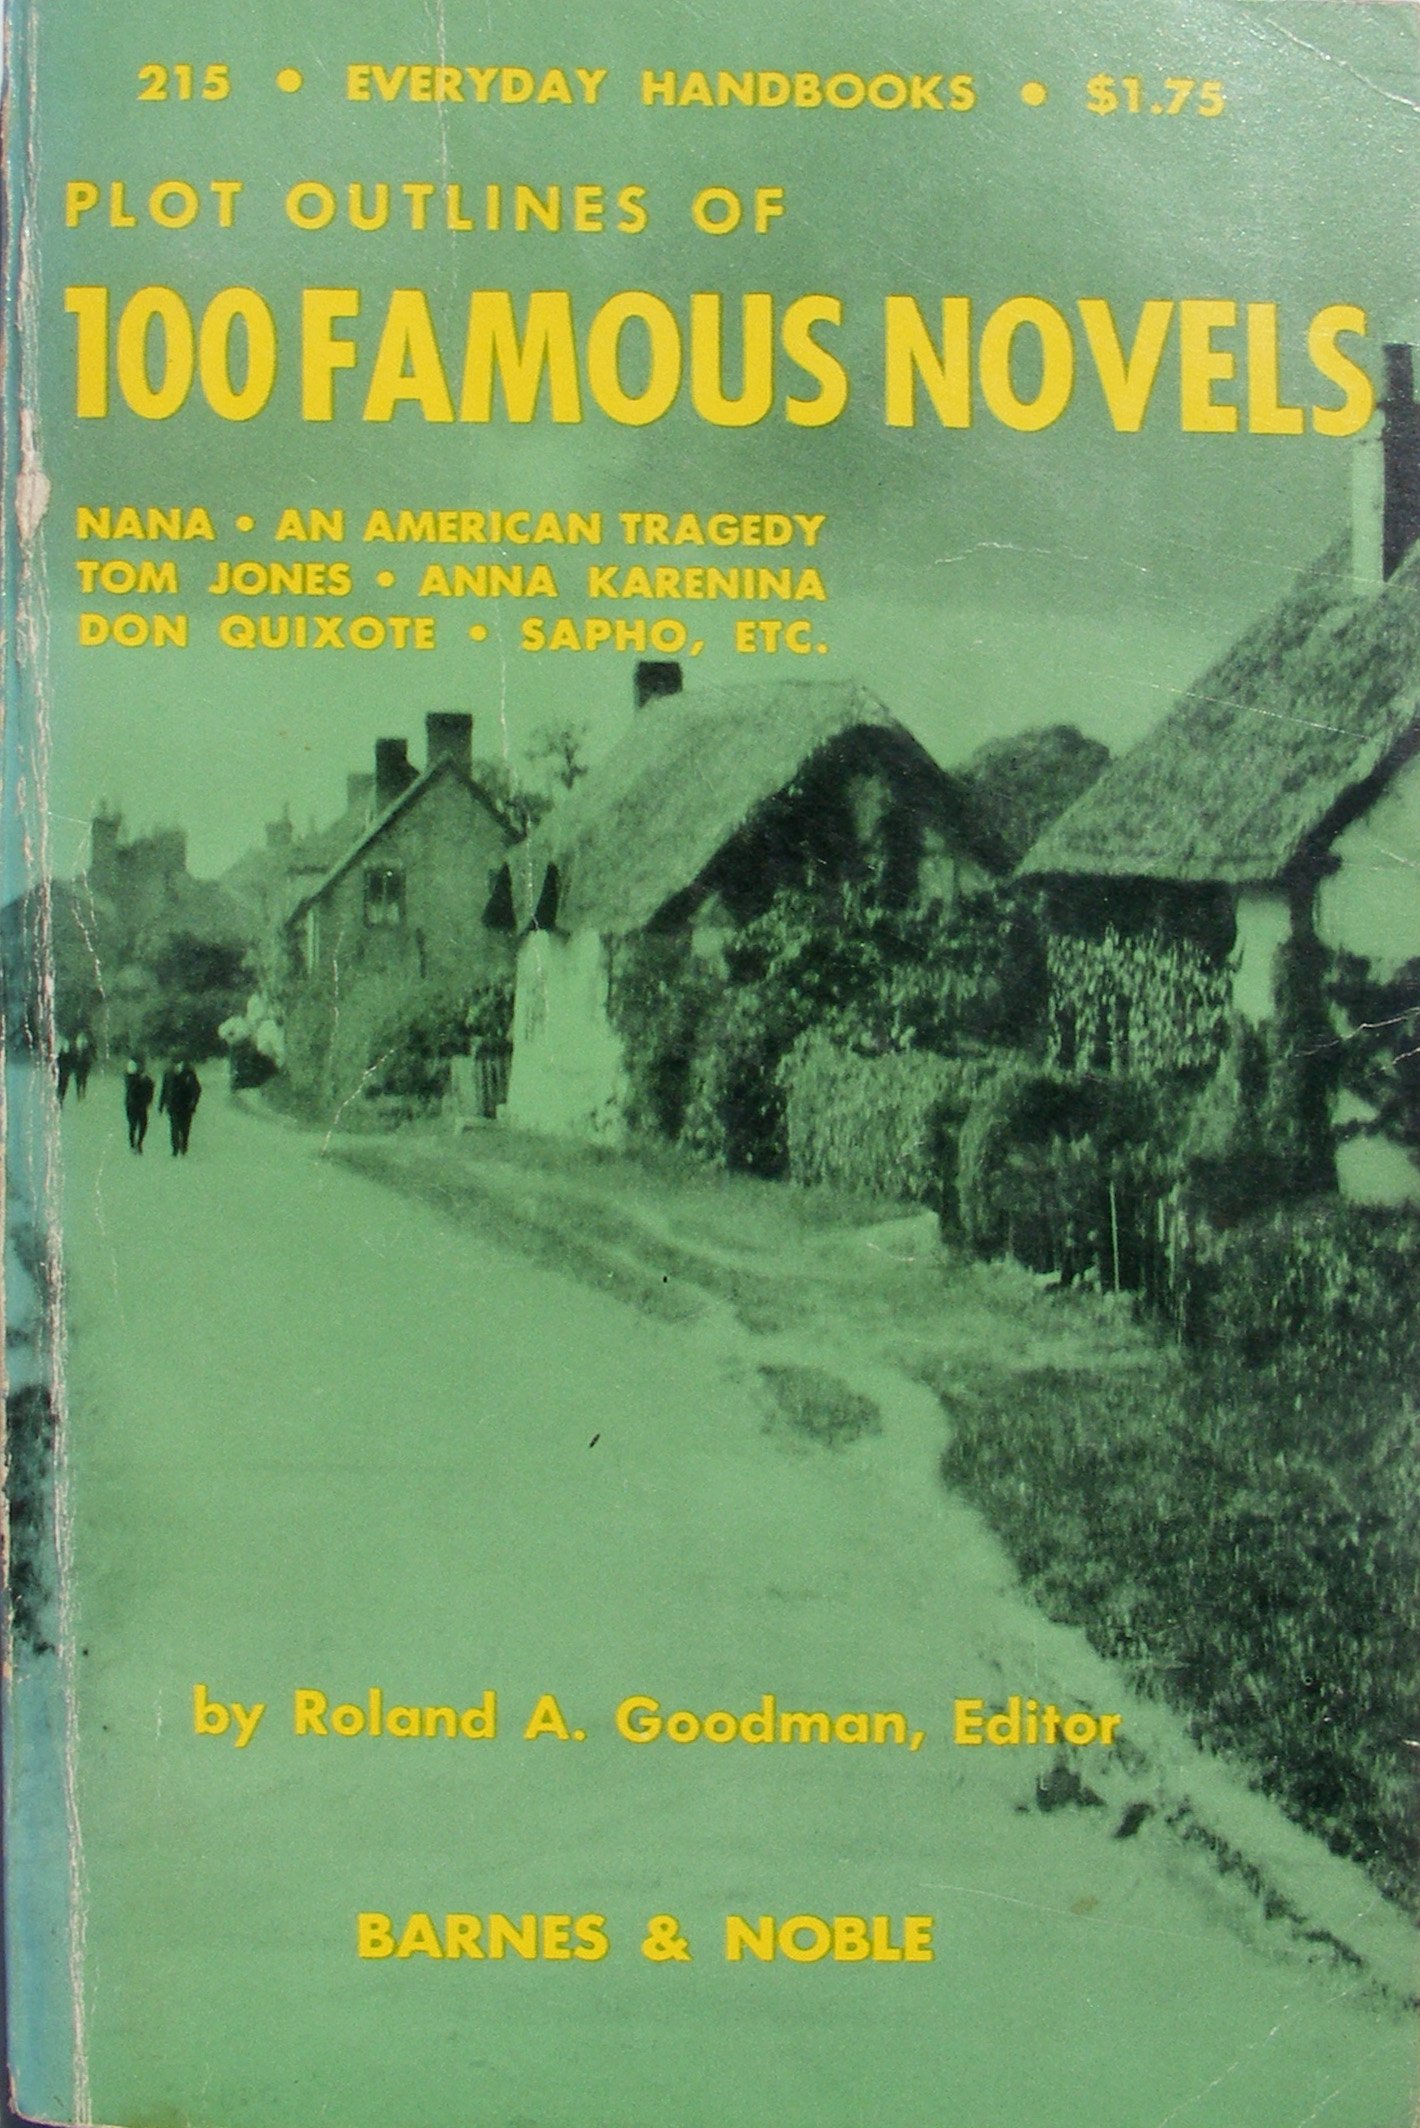 215 • EVERYDAY HANDBOOKS • $1.75
PLOT OUTLINES OF
100 FAMOUS NOVELS
NANA • AN AMERICAN TRAGEDY
TOM JONES • ANNA KARENINA
DON QUIXOTE • SAPHO, ETC.
by Roland A. Goodman, Editor
BARNES & NOBLE